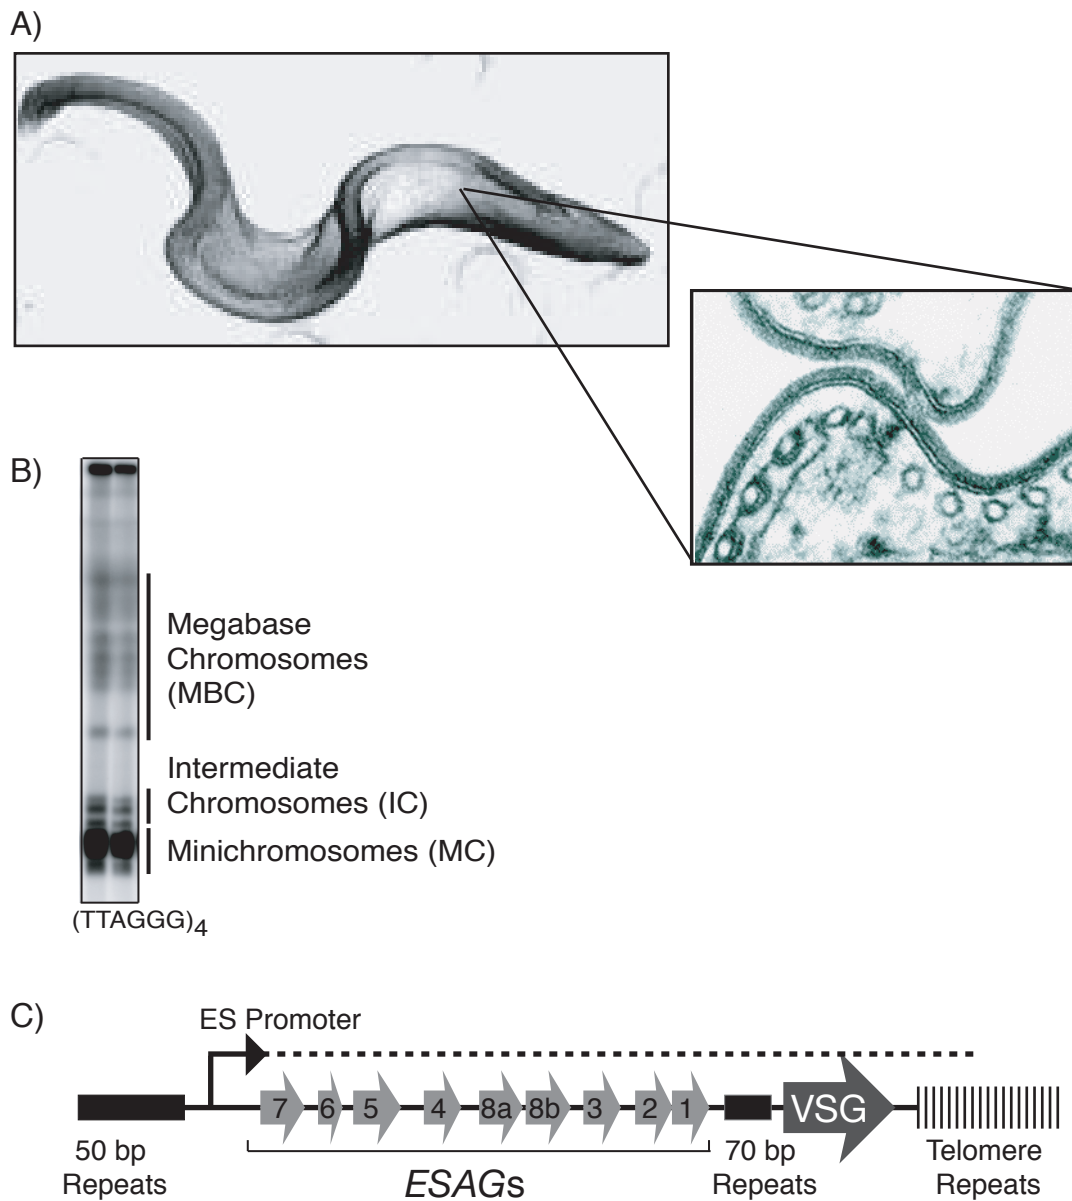 A)
B)
Megabase
Chromosomes
(MBC)
Intermediate
Chromosomes (IC)
Minichromosomes (MC)
(TTAGGG)4
C)
ES Promoter
7 6 5 4 8a 8b 3 2 1 VSG
50 bp
Repeats
ESAGs
70 bp
Repeats
Telomere
Repeats